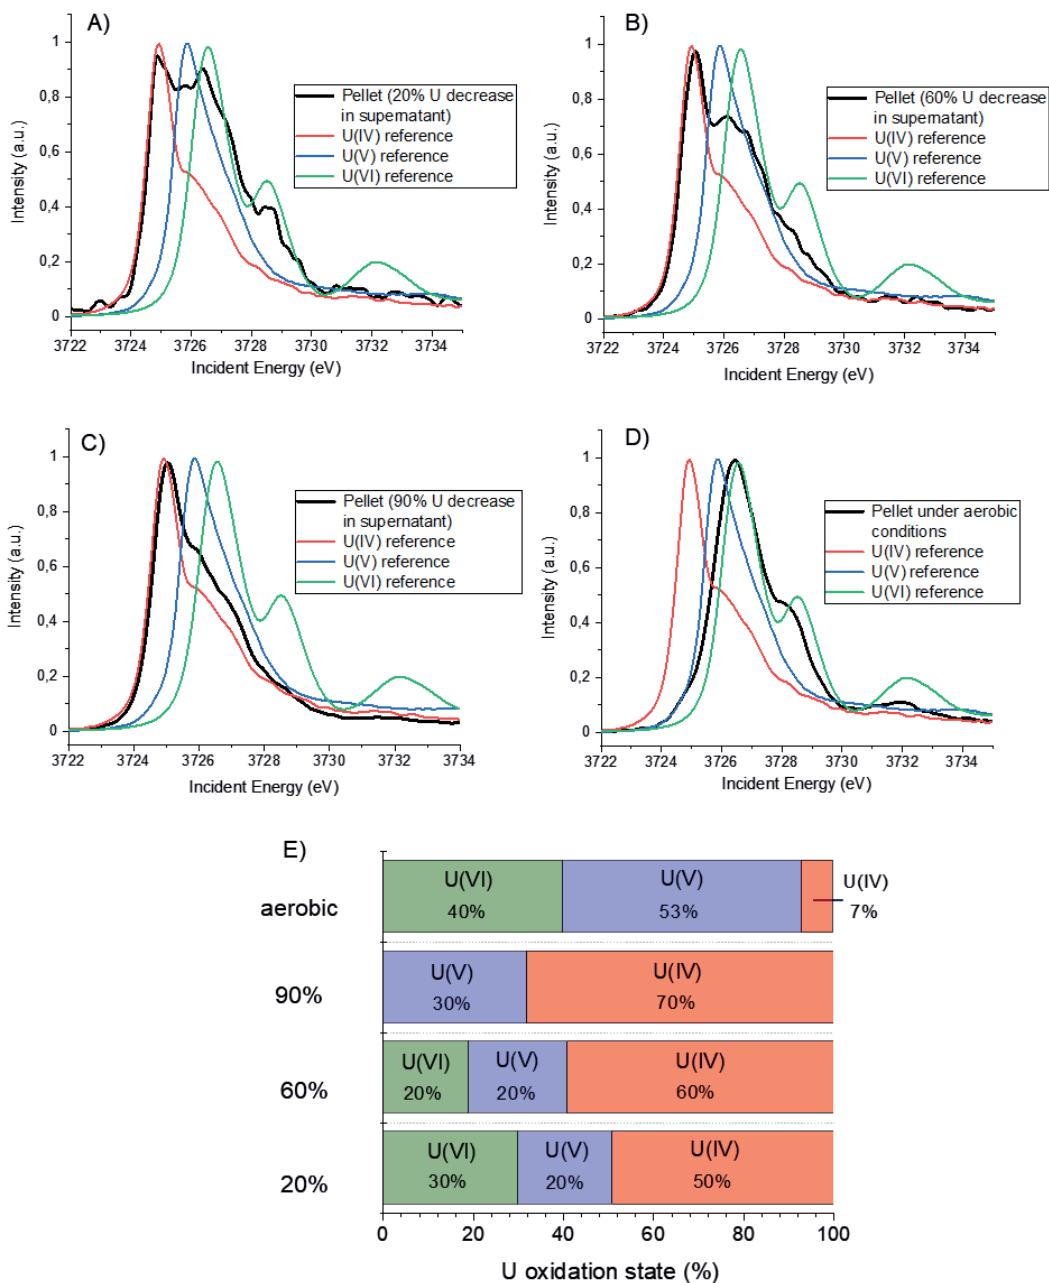 A)
Intensity (a.u.)
1
0,8
0,6
0,4
0,2
0
Pellet (20% U decrease
in supernatant)
U(IV) reference
U(V) reference
U(VI) reference
3722 3724 3726 3728 3730 3732 3734
Incident Energy (eV)
B)
Intensity (a.u.)
1
0,8
0,6
0,4
0,2
0
Pellet (60% U decrease
in supernatant)
U(IV) reference
U(V) reference
U(VI) reference
3722 3724 3726 3728 3730 3732 3734
Incident Energy (eV)
C)
Intensity (a.u.)
1
0,8
0,6
0,4
0,2
0
Pellet (90% U decrease
in supernatant)
U(IV) reference
U(V) reference
U(VI) reference
3722 3724 3726 3728 3730 3732 3734
Incident Energy (eV)
D)
Intensity (a.u.)
1
0,8
0,6
0,4
0,2
0
Pellet under aerobic
conditions
U(IV) reference
U(V) reference
U(VI) reference
3722 3724 3726 3728 3730 3732 3734
Incident Energy (eV)
E)
aerobic
U(VI) U(V) U(IV)
40% 53% 7%
90%
U(V) U(IV)
30% 70%
60%
U(VI) U(V) U(IV)
20% 20% 60%
20%
U(VI) U(V) U(IV)
30% 20% 50%
0 20 40 60 80 100
U oxidation state (%)